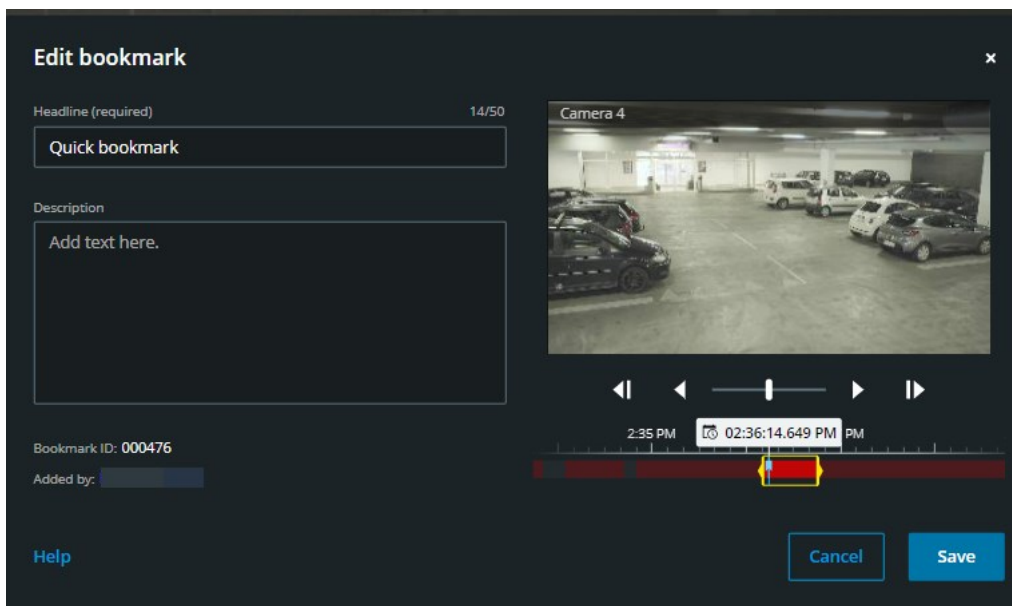 Edit bookmark
×
Headline (required) 14/50
Quick bookmark
Description
Add text here.
Bookmark ID: 000476
Added by:
Camera 4
2:35 PM 02:36:14.649 PM PM
Help
Cancel Save